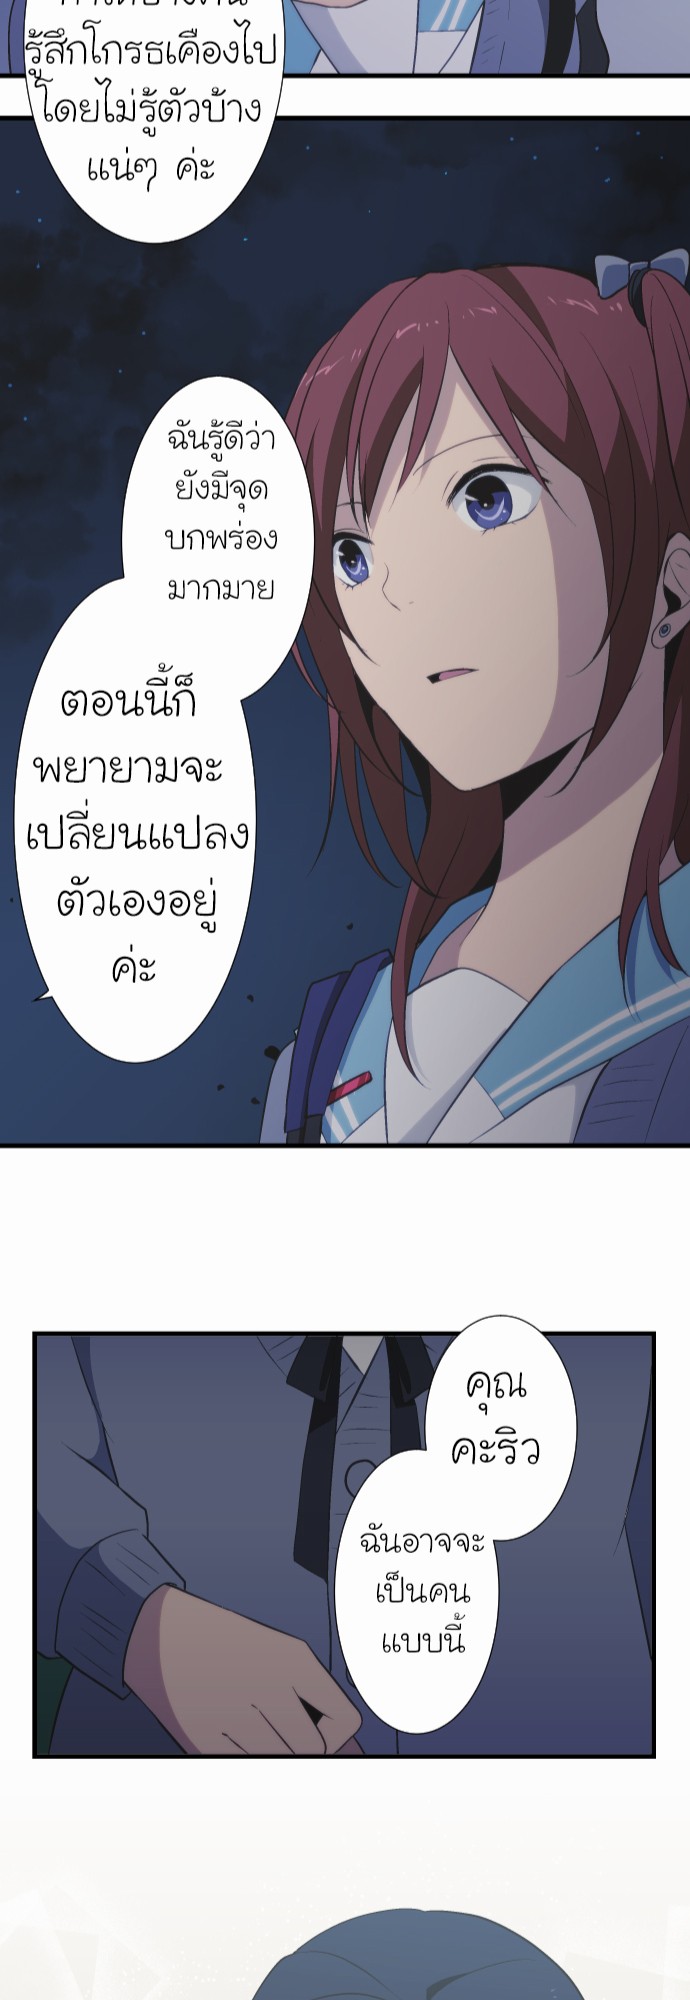 รู้สึกโกรธเคืองไป
โดยไม่รู้ตัวบ้าง
แน่ๆ ค่ะ
ฉันรู้ดีว่า
ยังมีจุด
บกพร่อง
มากมาย
ตอนนี้ก็
พยายามจะ
เปลี่ยนแปลง
ตัวเองอยู่
ค่ะ
คุณ
คะริว
ฉันอาจจะ
เป็นคน
แบบนี้